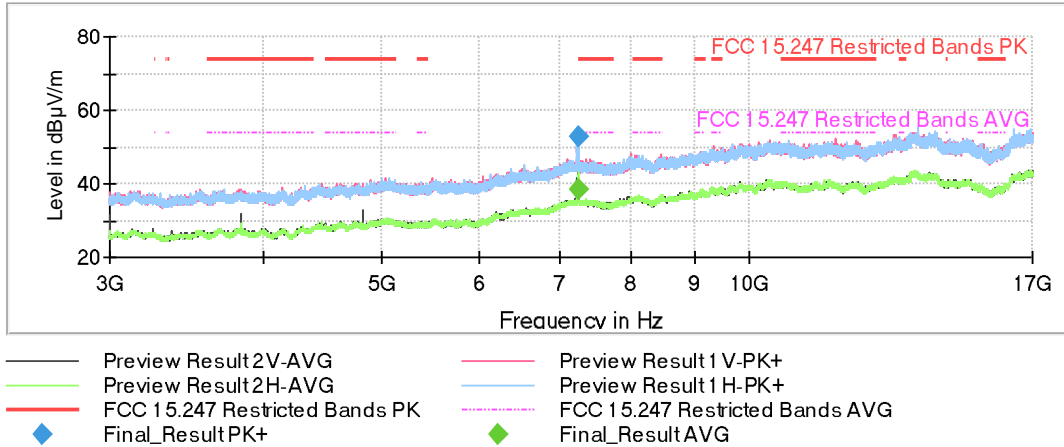 80
FCC 15.247 Restricted Bands PK
60
FCC 15.247 Restricted Bands AVG
Level in dBµV/m
40
20
3G 5G 6 7 8 9 10G 17G
Frequency in Hz
Preview Result 2V-AVG Preview Result 1V-PK+
Preview Result 2H-AVG Preview Result 1H-PK+
FCC 15.247 Restricted Bands PK FCC 15.247 Restricted Bands AVG
Final_Result PK+ Final_Result AVG